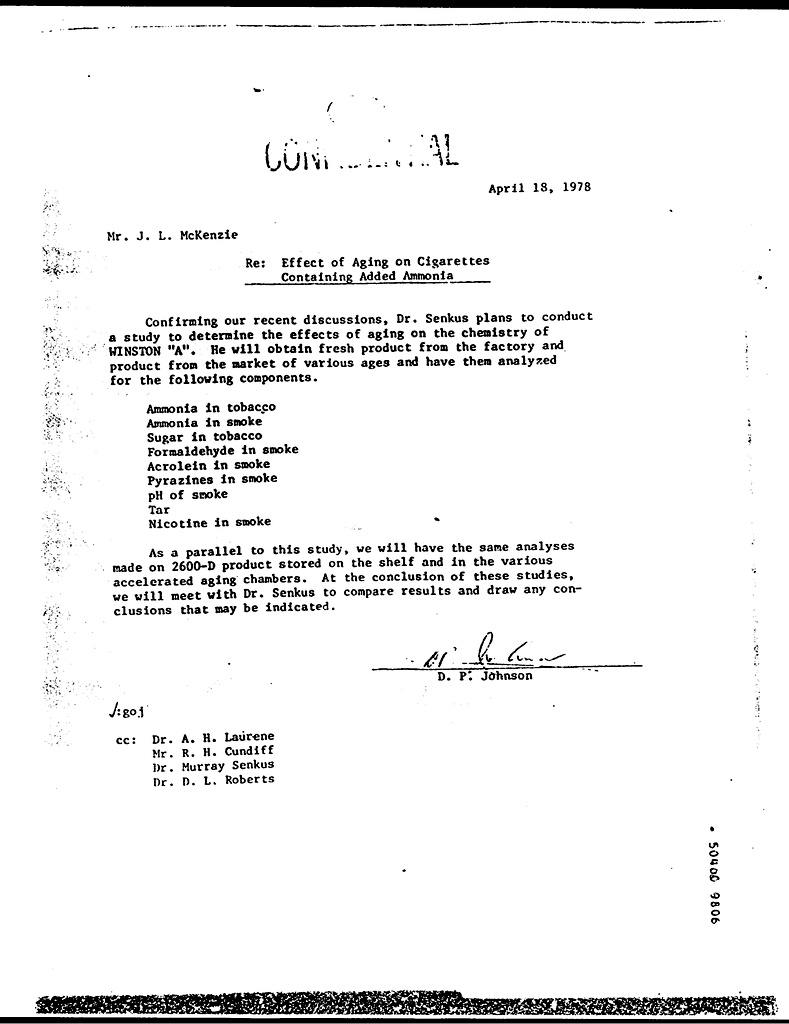 CONFIDENTIAL
April 18, 1978
Mr. J. L. McKenzie
Re: Effect of Aging on Cigarettes
Containing Added Ammonia
Confirming our recent discussions, Dr. Senkus plans to conduct
a study to determine the effects of aging on the chemistry of
WINSTON "A". He will obtain fresh product from the factory and
product from the market of various ages and have them analyzed
for the following components.
Ammonia in tobacco
Ammonia in smoke
Sugar in tobacco
Formaldehyde in smoke
Acrolein in smoke
Pyrazines in smoke
pH of smoke
Tar
Nicotine in smoke
As a parallel to this study, we will have the same analyses
made on 2600-D product stored on the shelf and in the various
accelerated aging chambers. At the conclusion of these studies,
we will meet with Dr. Senkus to compare results and draw any con-
clusions that may be indicated.
D. P. Johnson
/:goj
cc: Dr. A. H. Laurene
Mr. R. H. Cundiff
Dr. Murray Senkus
Dr. D. L. Roberts
50406 9806